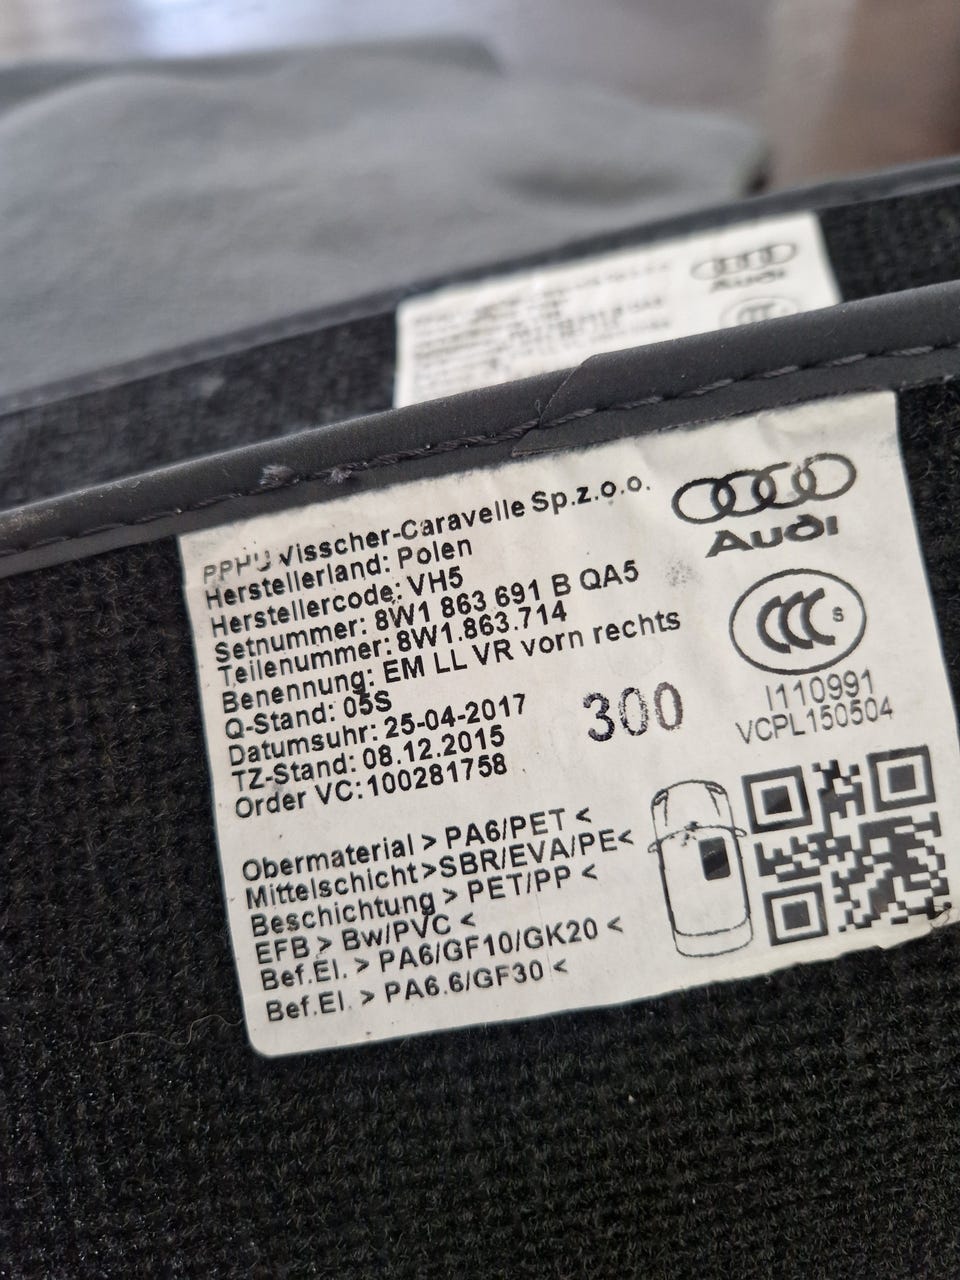 Audi
PPHU Visscher-Caravelle Sp.z.o.o.
Herstellerland: Polen
Herstellercode: VH5
Setnummer: 8W1 863 691 B QA5
Teilenummer: 8W1.863.714
Benennung: EM LL VR vorn rechts
Q-Stand: 05S
Datumsuhr: 25-04-2017
TZ-Stand: 08.12.2015
Order VC: 100281758
300
Audi
CCC S
I110991
VCPL150504
Obermaterial > PA6/PET <
Mittelschicht >SBR/EVA/PE<
Beschichtung > PET/PP <
EFB > Bw/PVC <
Bef.El. > PA6/GF10/GK20 <
Bef.El. > PA6.6/GF30 <